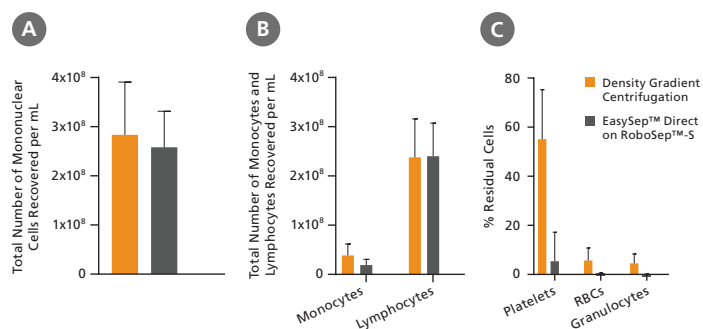 A
B
C
Total Number of Mononuclear
Cells Recovered per mL
4x10⁸
3x10⁸
2x10⁸
1x10⁸
0
Total Number of Monocytes and
Lymphocytes Recovered per mL
4x10⁸
3x10⁸
2x10⁸
1x10⁸
0
Monocytes
Lymphocytes
% Residual Cells
80
60
40
20
0
Platelets
RBCs
Granulocytes
Density Gradient
Centrifugation
EasySep™ Direct
on RoboSep™-S